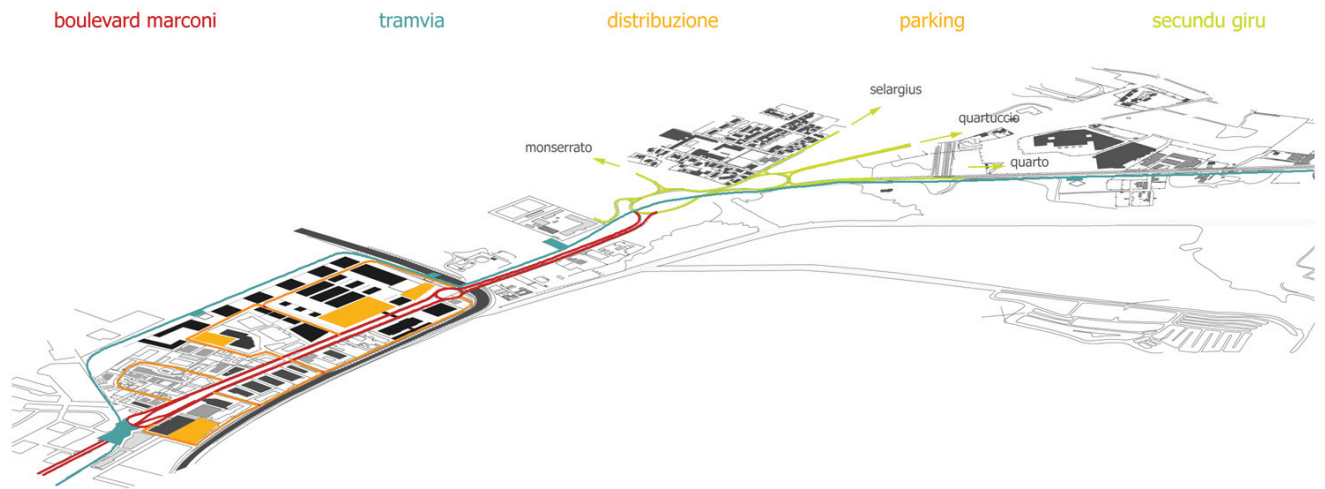 boulevard marconi
tramvia
distribuzione
parking
secundu giru
selargius
quartuccio
monserrato
quarto